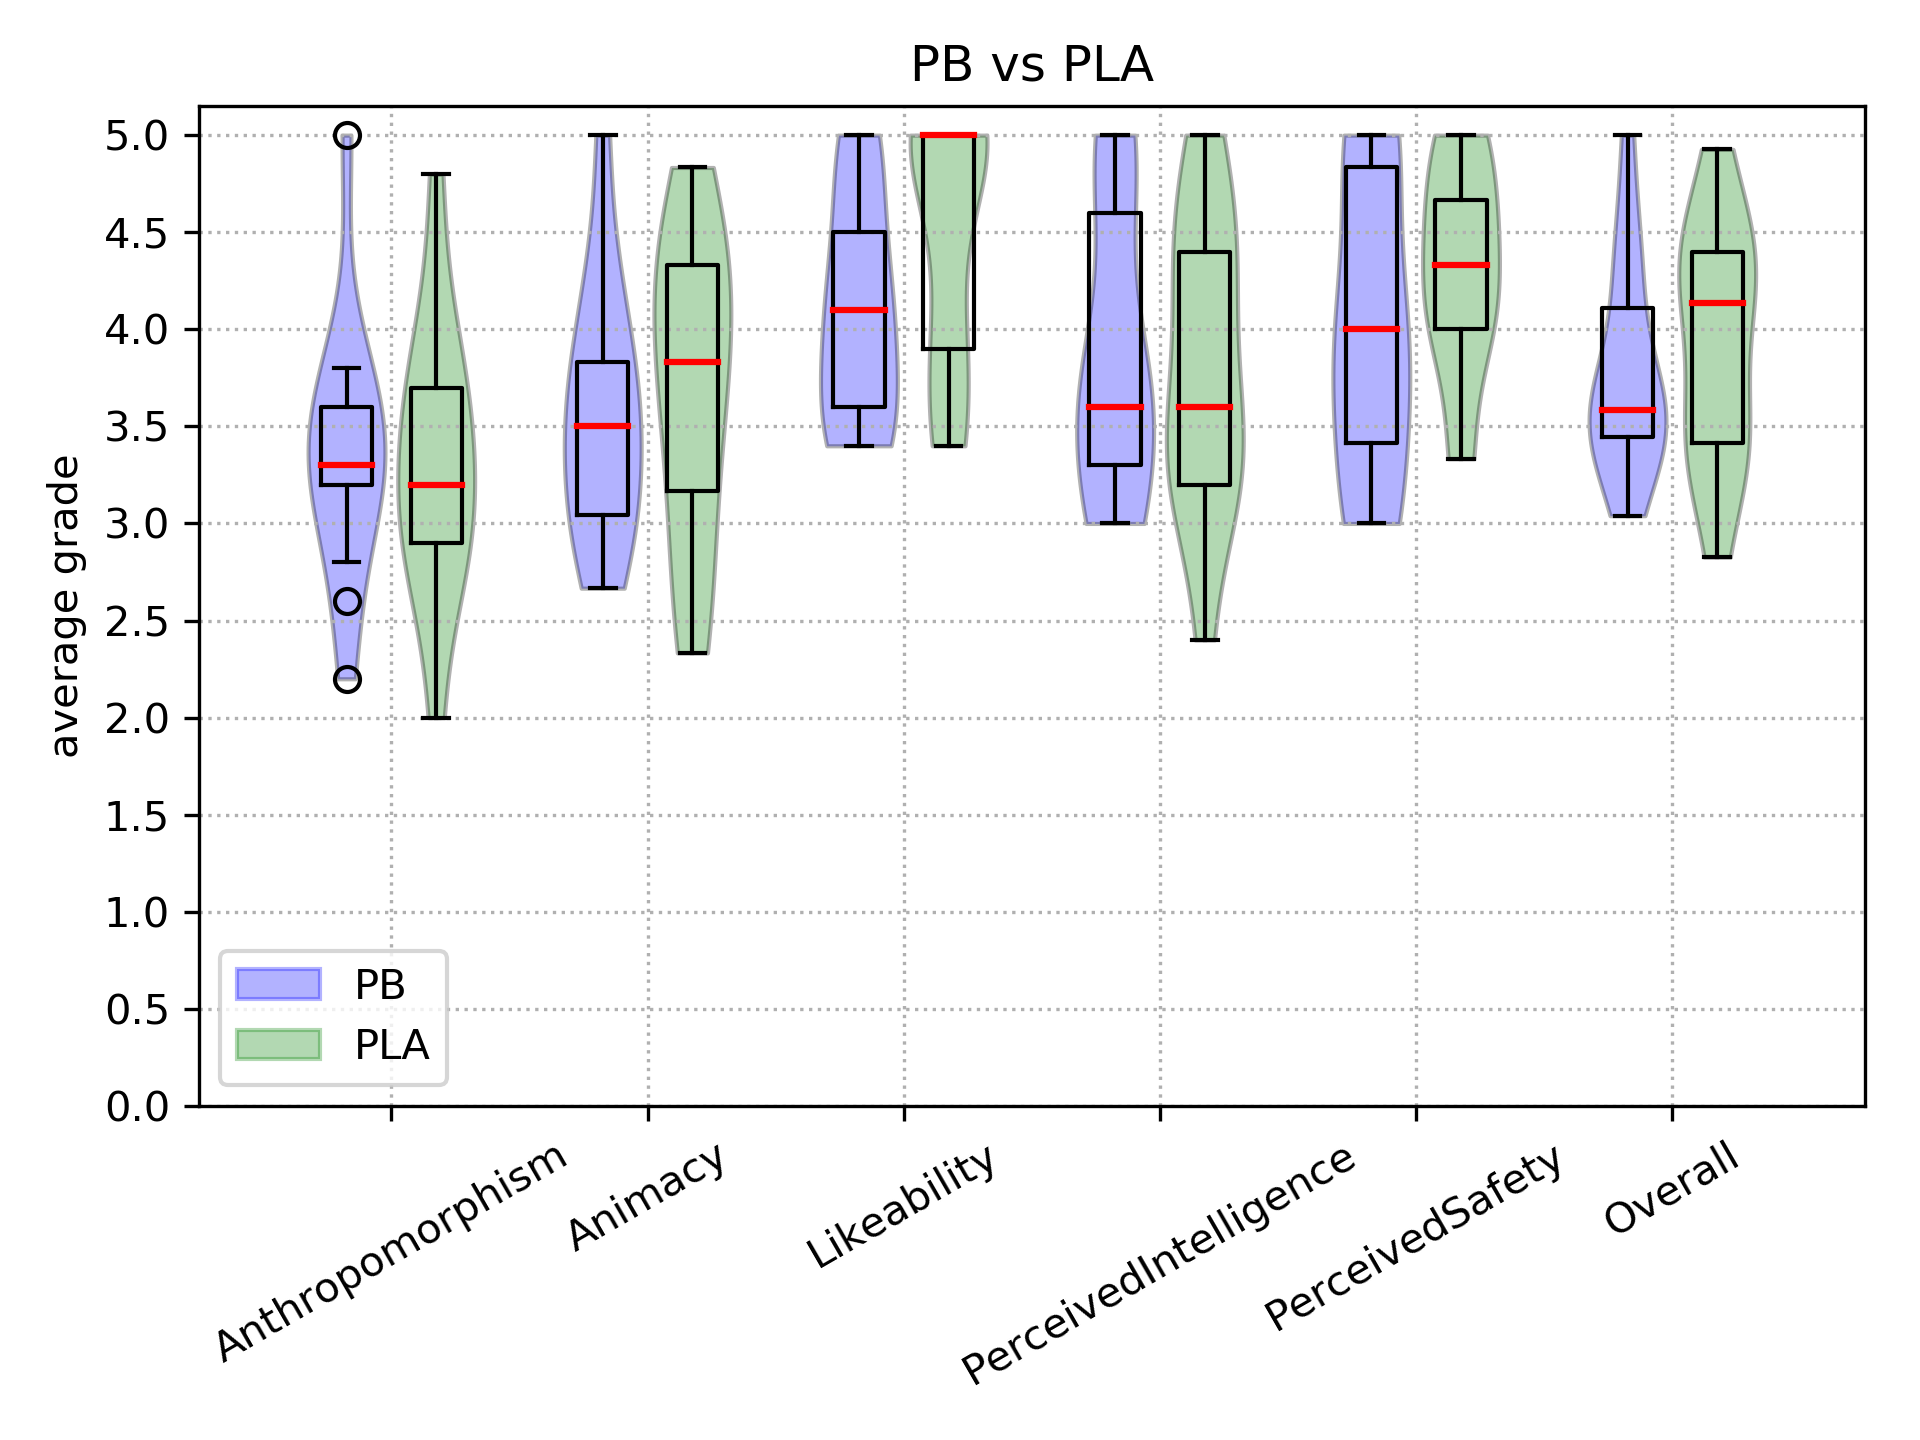 PB vs PLA
average grade
5.0
4.5
4.0
3.5
3.0
2.5
2.0
1.5
1.0
0.5
0.0
PB
PLA
Anthropomorphism
Animacy
Likeability
PerceivedIntelligence
PerceivedSafety
Overall